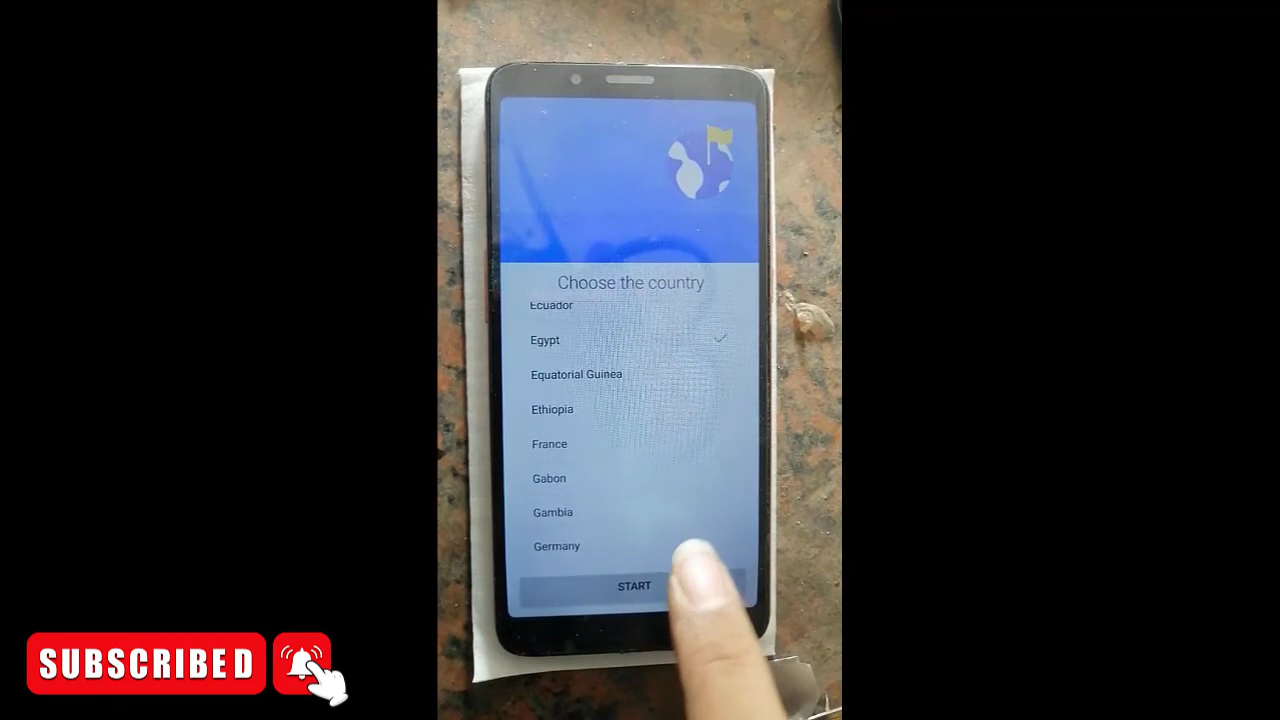 Choose the country
Ecuador
Egypt
Equatorial Guinea
Ethiopia
France
Gabon
Gambia
Germany
START
SUBSCRIBED